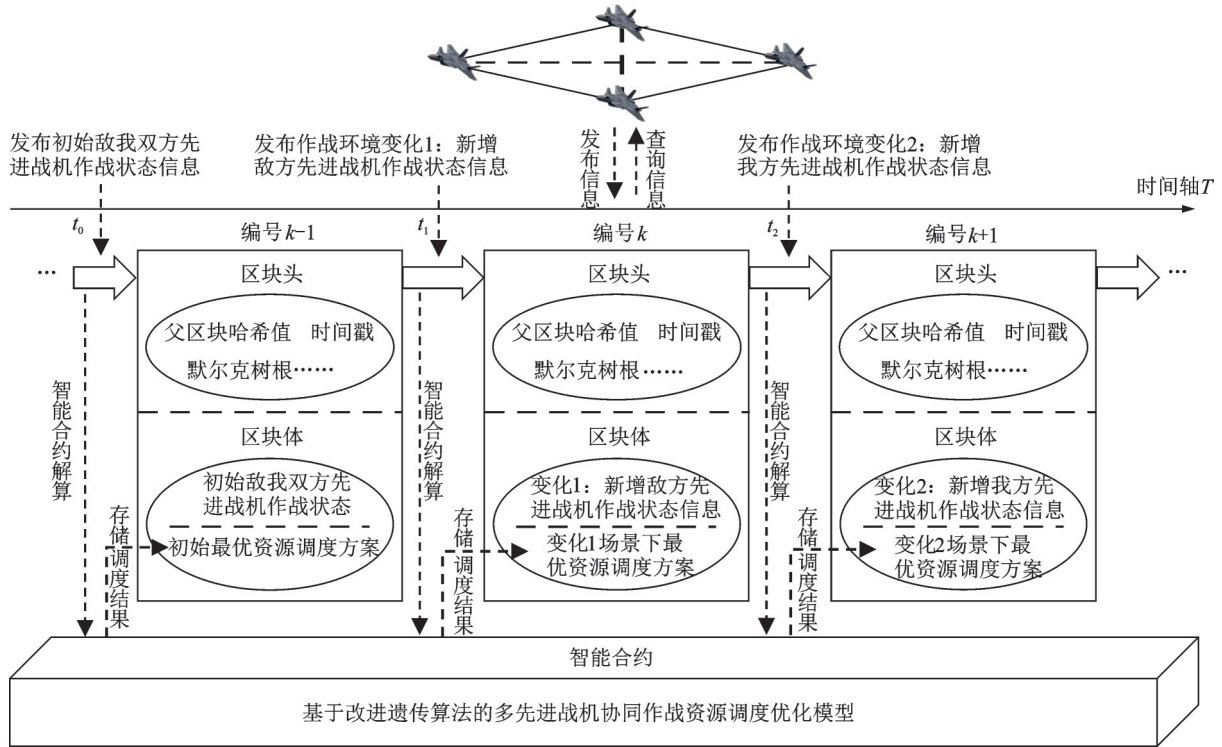 发布初始敌我双方先
进战机作战状态信息
发布作战环境变化1：新增
敌方先进战机作战状态信息
发布信息
查询信息
发布作战环境变化2：新增
我方先进战机作战状态信息
时间轴T
t₀
编号k−1
t₁
编号k
t₂
编号k+1
…
区块头
父区块哈希值 时间戳
默尔克树根……
区块体
初始敌我双方先
进战机作战状态
初始最优资源调度方案
区块头
父区块哈希值 时间戳
默尔克树根……
区块体
变化1：新增敌方先
进战机作战状态信息
变化1场景下最
优资源调度方案
区块头
父区块哈希值 时间戳
默尔克树根……
区块体
变化2：新增我方先
进战机作战状态信息
变化2场景下最
优资源调度方案
…
智能合约解算
存储调度结果
智能合约解算
存储调度结果
智能合约解算
存储调度结果
智能合约
基于改进遗传算法的多先进战机协同作战资源调度优化模型